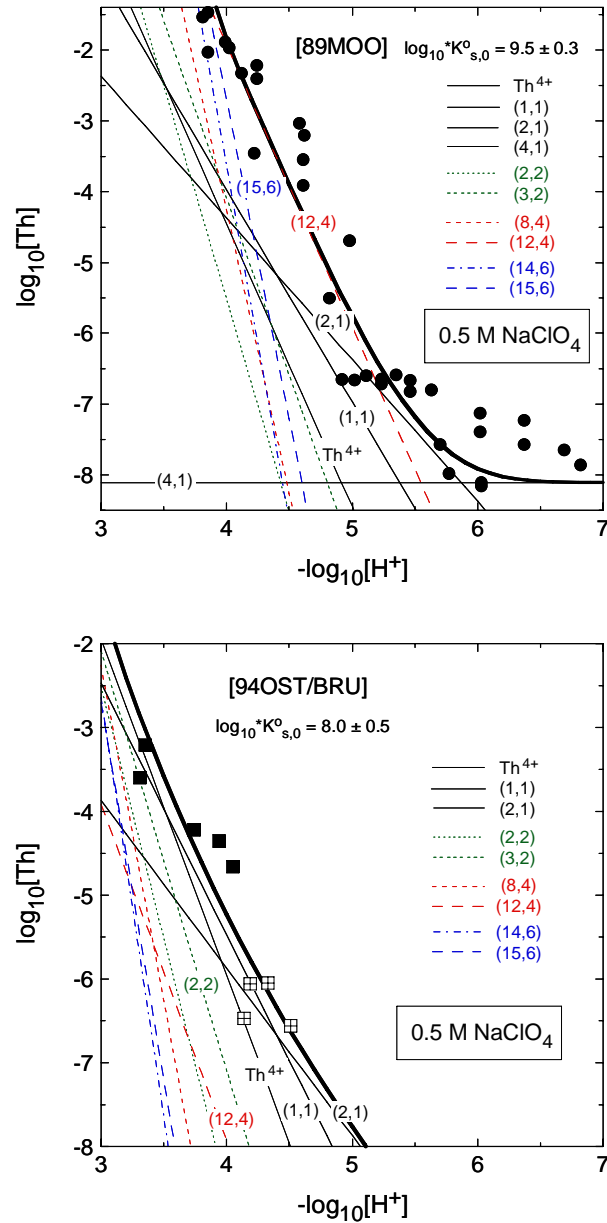 [89MOO] log10*K°s,0 = 9.5 ± 0.3
Th4+
(1,1)
(2,1)
(4,1)
(2,2)
(3,2)
(8,4)
(12,4)
(14,6)
(15,6)
0.5 M NaClO4
(15,6)
(12,4)
(2,1)
(1,1)
Th4+
(4,1)
log10[Th]
-2
-3
-4
-5
-6
-7
-8
3 4 5 6 7
-log10[H+]
[94OST/BRU]
log10*K°s,0 = 8.0 ± 0.5
Th4+
(1,1)
(2,1)
(2,2)
(3,2)
(8,4)
(12,4)
(14,6)
(15,6)
0.5 M NaClO4
(2,2)
Th4+
(12,4)
(1,1)
(2,1)
log10[Th]
-2
-3
-4
-5
-6
-7
-8
3 4 5 6 7
-log10[H+]